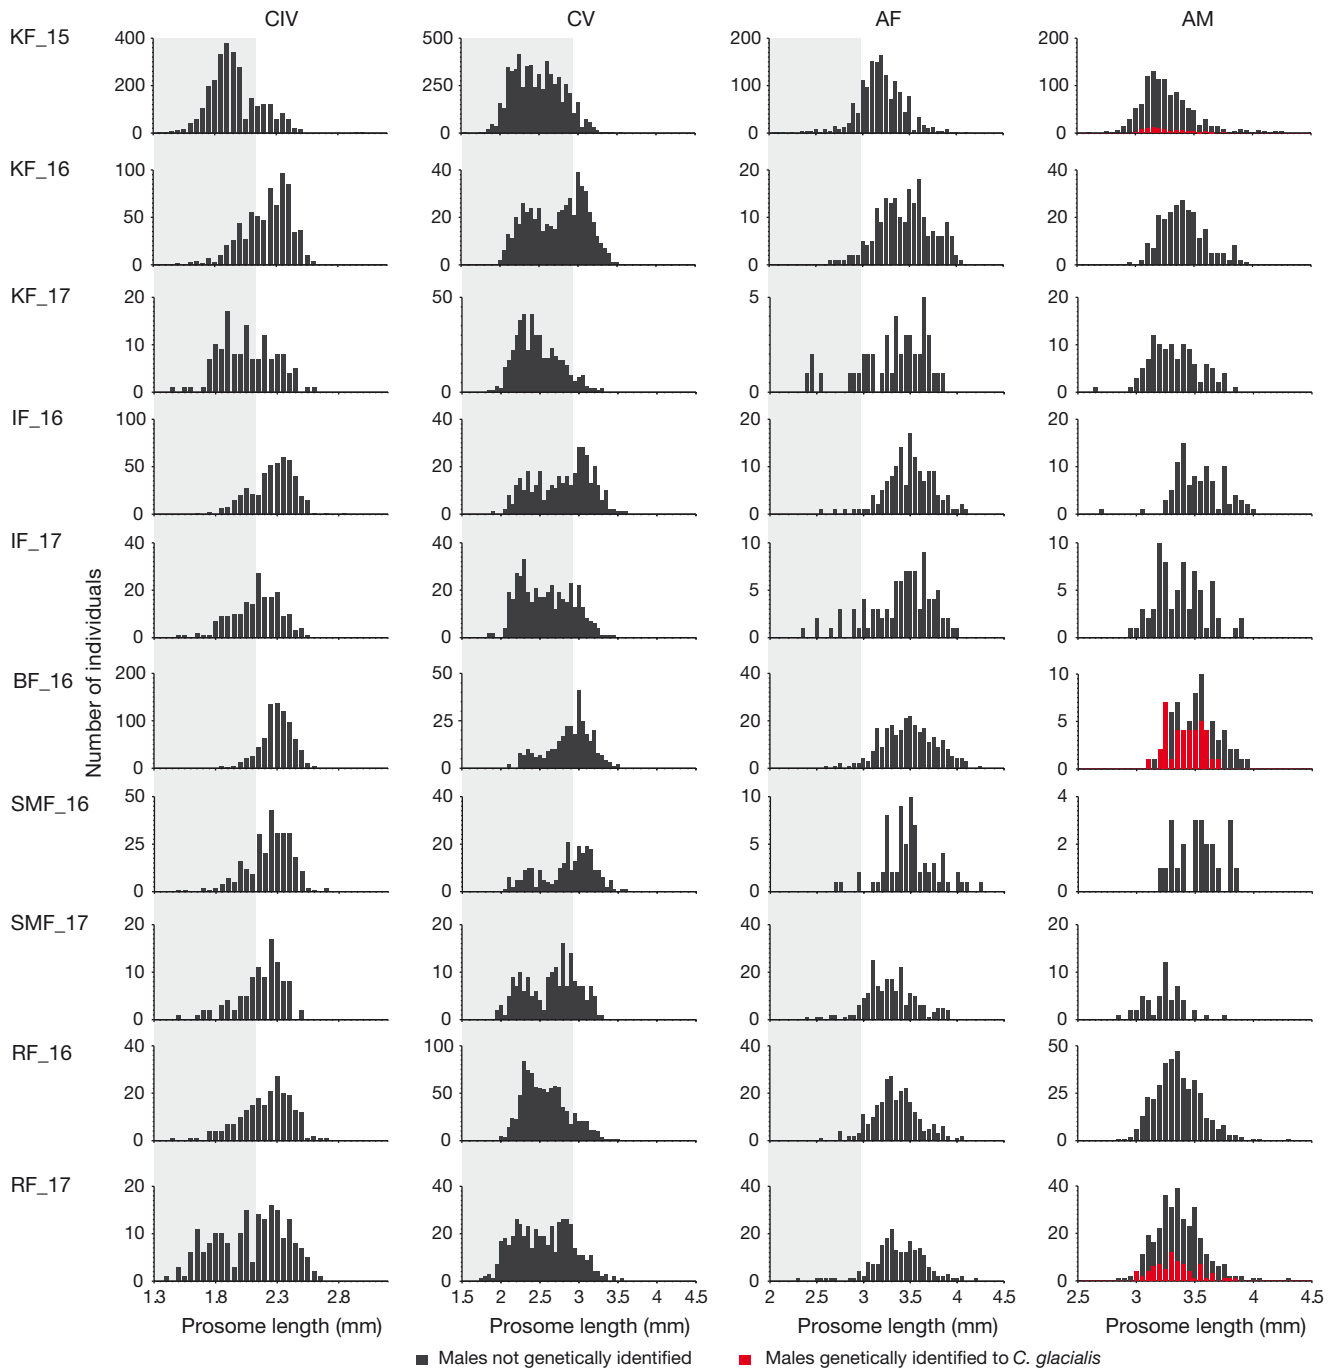 CIV CV AF AM
KF_15 400 200 0 500 250 0 200 100 0 200 100 0
KF_16 100 50 0 40 20 0 20 10 0 40 20 0
KF_17 20 10 0 50 0 5 0 20 10 0
IF_16 100 50 0 40 20 0 20 10 0 20 10 0
IF_17 40 20 0 40 20 0 10 5 0 10 5 0
Number of individuals
BF_16 200 100 0 50 25 0 40 20 0 10 5 0
SMF_16 50 25 0 40 20 0 10 5 0 4 2 0
SMF_17 20 10 0 20 10 0 40 20 0 20 10 0
RF_16 40 20 0 100 50 0 40 20 0 50 25 0
RF_17 20 10 0 40 20 0 40 20 0 40 20 0
1.3 1.8 2.3 2.8 1.5 2 2.5 3 3.5 4 4.5 2 2.5 3 3.5 4 4.5 2.5 3 3.5 4 4.5
Prosome length (mm) Prosome length (mm) Prosome length (mm) Prosome length (mm)
Males not genetically identified Males genetically identified to C. glacialis